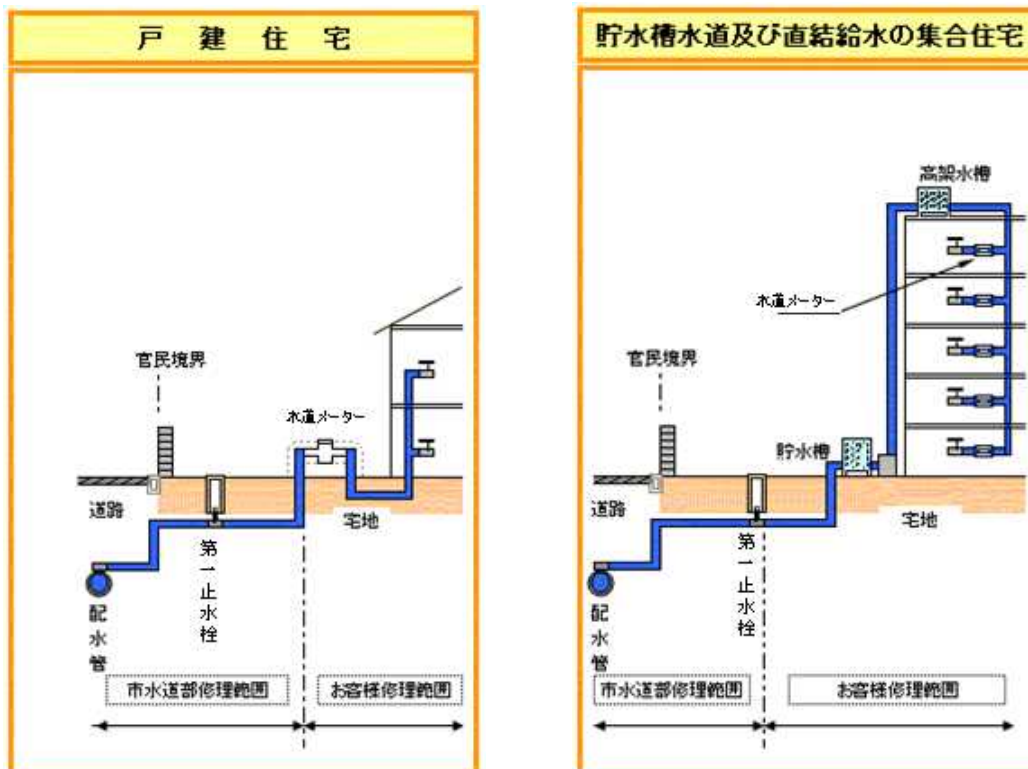 戸建住宅
官民境界
水道メーター
道路
宅地
第一止水栓
配水管
市水道部修理範囲
お客様修理範囲
貯水槽水道及び直結給水の集合住宅
高架水槽
水道メーター
官民境界
貯水槽
道路
宅地
第一止水栓
配水管
市水道部修理範囲
お客様修理範囲